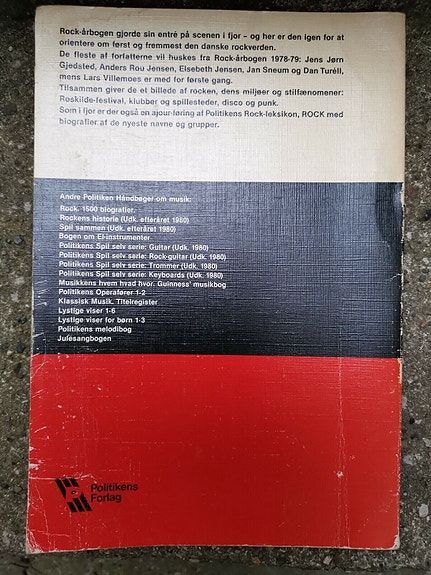 Rock-årbogen gjorde sin entré på scenen i fjor – og her er den igen for at
orientere om først og fremmest den danske rockverden.
De fleste af forfatterne vil huskes fra Rock-årbogen 1978-79: Jens Jørn
Gjedsted, Anders Rou Jensen, Elsebeth Jensen, Jan Sneum og Dan Turéll,
mens Lars Villemoes er med for første gang.
Tilsammen giver de et billede af rocken, dens miljøer og stilfænomener:
Roskilde-festival, klubber og spillesteder, disco og punk.
Som i fjor er der også en ajour-føring af Politikens Rock-leksikon, ROCK med
biografier af de nyeste navne og grupper.
Andre Politiken Håndbøger om musik:
Rock. 1500 biografier.
Rockens historie (Udk. efteråret 1980)
Spil sammen (Udk. efteråret 1980)
Bogen om El-instrumenter
Politikens Spil selv serie: Guitar (Udk. 1980)
Politikens Spil selv serie: Rock-guitar (Udk. 1980)
Politikens Spil selv serie: Trommer (Udk. 1980)
Politikens Spil selv serie: Keyboards (Udk. 1980)
Musikkens hvem hvad hvor. Guinness' musikbog
Politikens Operafører 1-2
Klassisk Musik. Titelregister
Lystige viser 1-6
Lystige viser for børn 1-3
Politikens melodibog
Julesangbogen
Politikens
Forlag